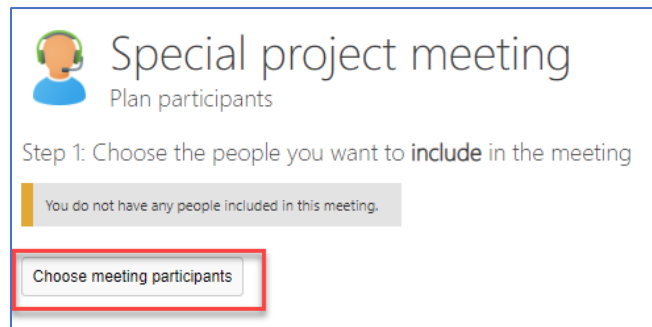 Special project meeting
Plan participants
Step 1: Choose the people you want to include in the meeting
You do not have any people included in this meeting.
Choose meeting participants